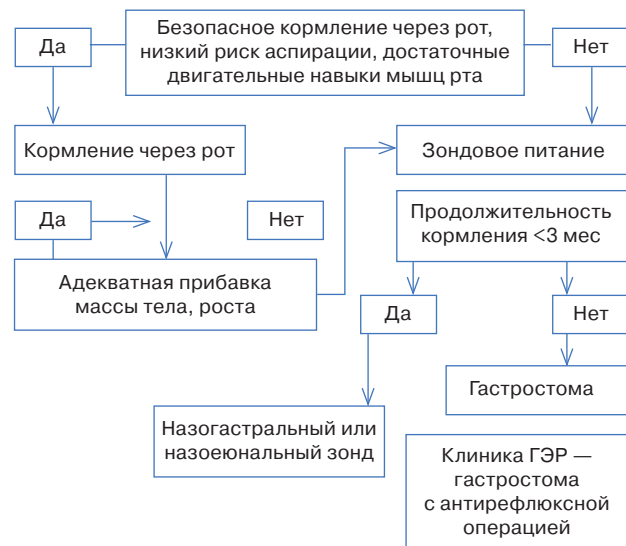 Да
Безопасное кормление через рот,
низкий риск аспирации, достаточные
двигательные навыки мышц рта
Нет
Кормление через рот
Зондовое питание
Да
Нет
Продолжительность
кормления <3 мес
Адекватная прибавка
массы тела, роста
Да
Нет
Гастростома
Назогастральный или
назоеюнальный зонд
Клиника ГЭР —
гастростома
с антирефлюксной
операцией